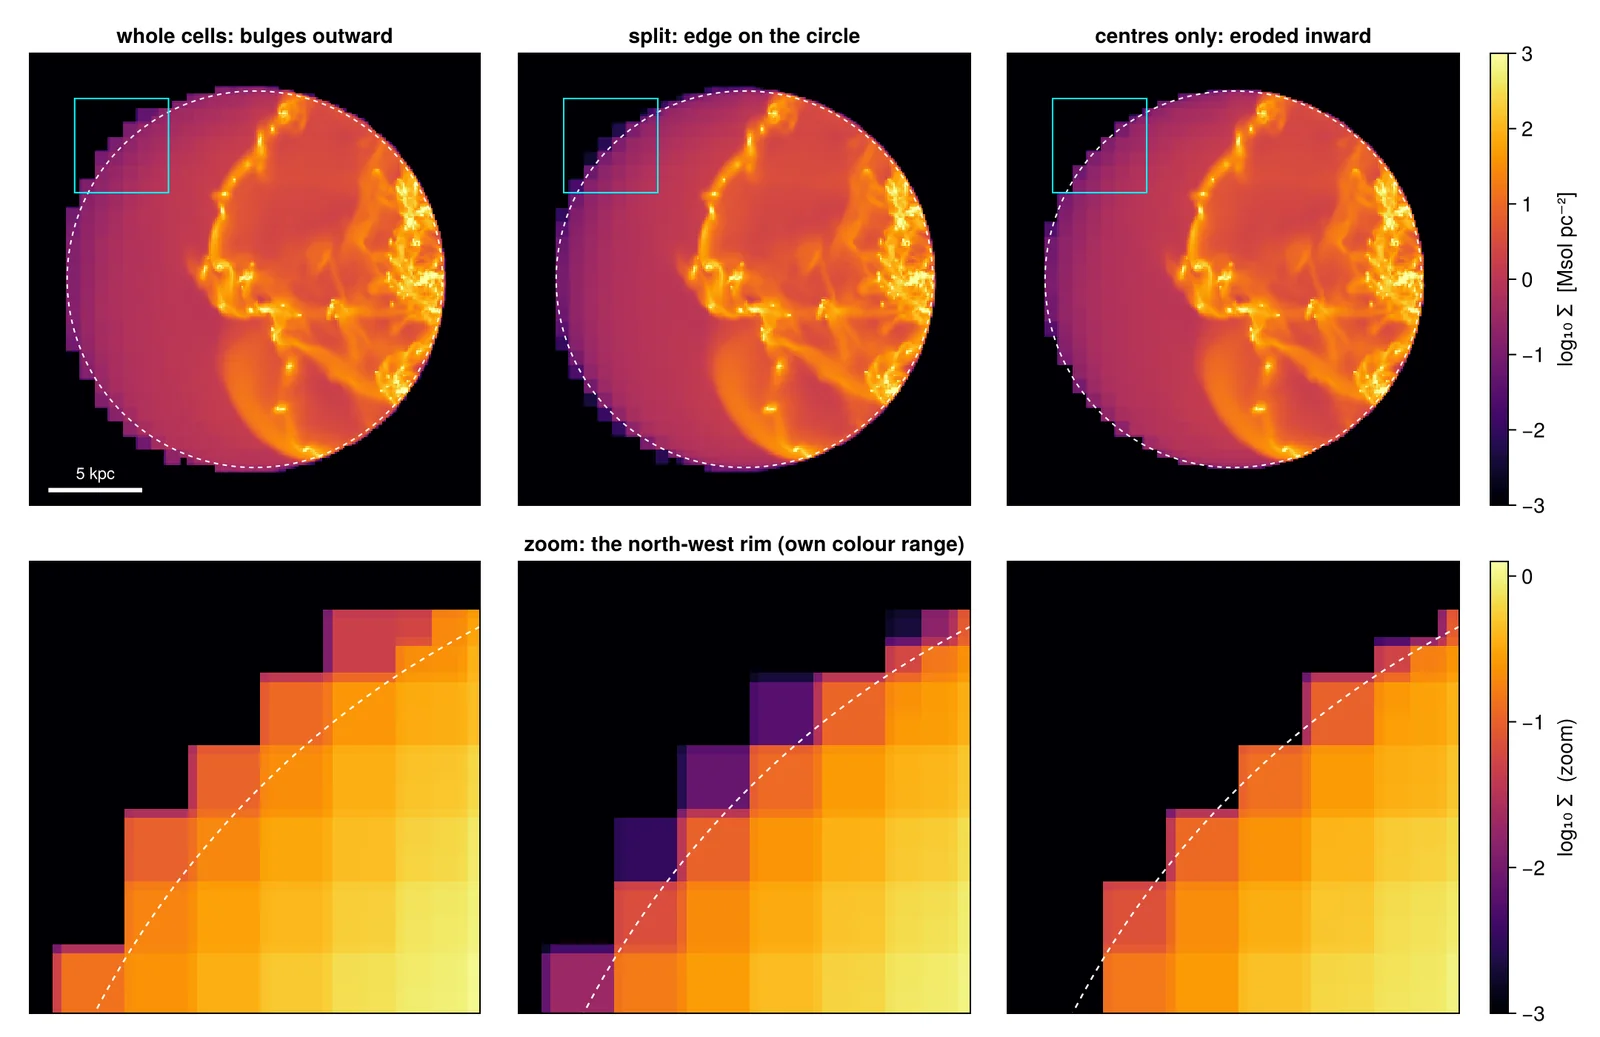 whole cells: bulges outward
split: edge on the circle
centres only: eroded inward
5 kpc
3
2
1
0
−1
−2
−3
log₁₀ Σ [Msol pc⁻²]
zoom: the north-west rim (own colour range)
0
−1
−2
−3
log₁₀ Σ (zoom)